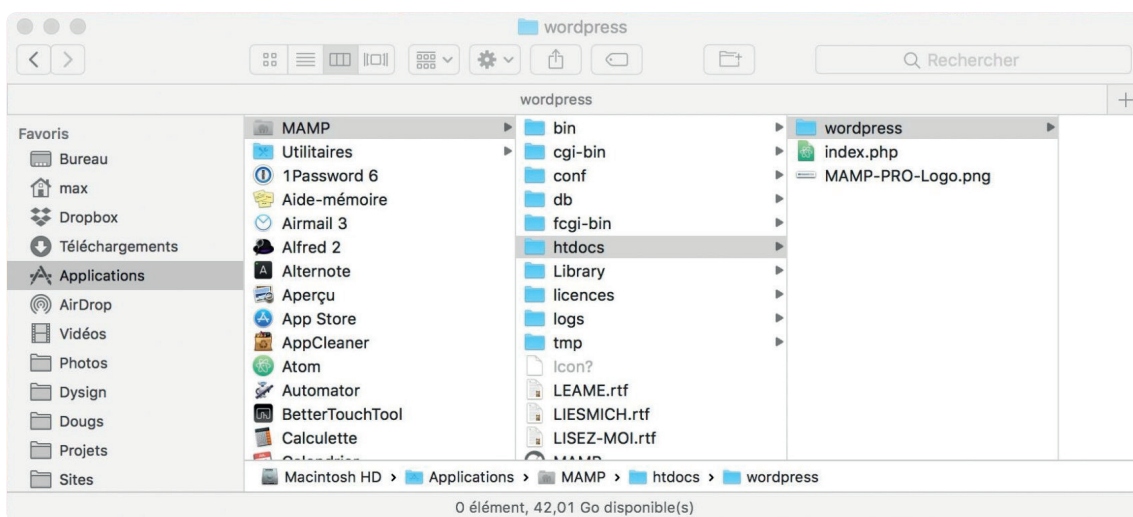 wordpress
Rechercher
wordpress
Favoris
Bureau
max
Dropbox
Téléchargements
Applications
AirDrop
Vidéos
Photos
Dysign
Dougs
Projets
Sites
MAMP
Utilitaires
1Password 6
Aide-mémoire
Airmail 3
Alfred 2
Alternote
Aperçu
App Store
AppCleaner
Atom
Automator
BetterTouchTool
Calculette
Calendrier
bin
cgi-bin
conf
db
fcgi-bin
htdocs
Library
licences
logs
tmp
Icon?
LEAME.rtf
LIESMICH.rtf
LISEZ-MOI.rtf
MAMP
wordpress
index.php
MAMP-PRO-Logo.png
Macintosh HD > Applications > MAMP > htdocs > wordpress
0 élément, 42,01 Go disponible(s)